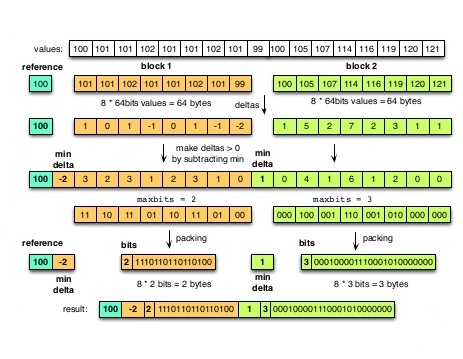 values: 100 101 101 102 101 102 101 99 100 105 107 114 116 119 120 121
reference block 1 block 2
100 101 101 102 101 101 102 101 99 100 105 107 114 116 119 120 121
8 * 64bits values = 64 bytes deltas 8 * 64bits values = 64 bytes
100 1 0 1 -1 0 1 -1 -2 1 5 2 7 2 3 1 1
make deltas > 0
by subtracting min
min
delta
min
delta
100 -2 3 2 3 1 2 3 1 0 1 0 4 1 6 1 2 0 0
maxbits = 2 maxbits = 3
11 10 11 01 10 11 01 00 000 100 001 110 001 010 000 000
packing packing
reference bits bits
100 -2 2 1110110110110100 1 3 000100001110001010000000
min
delta
8 * 2 bits = 2 bytes
min
delta
8 * 3 bits = 3 bytes
result: 100 -2 2 1110110110110100 1 3 000100001110001010000000